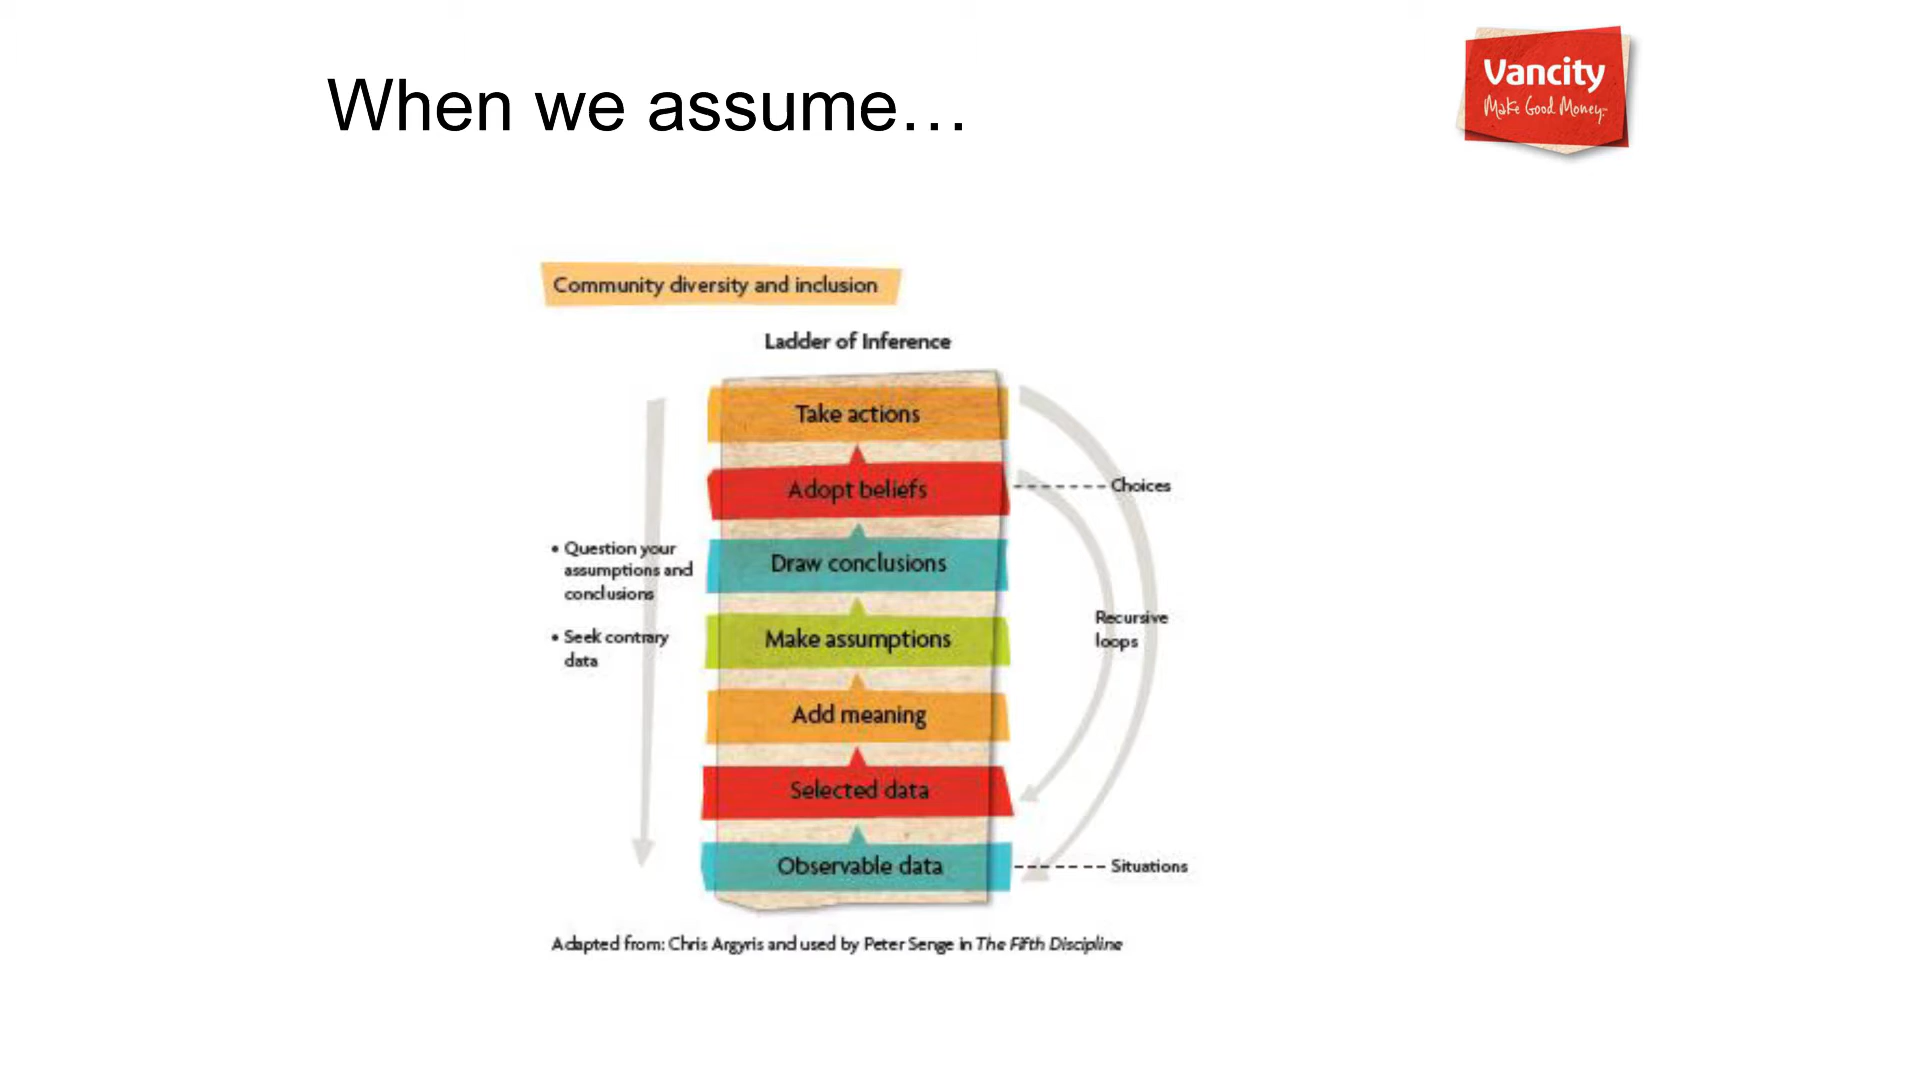 When we assume…
Vancity
Make Good Money™
Community diversity and inclusion
Ladder of Inference
Take actions
Adopt beliefs
Draw conclusions
Make assumptions
Add meaning
Selected data
Observable data
• Question your
assumptions and
conclusions
• Seek contrary
data
Choices
Recursive
loops
Situations
Adapted from: Chris Argyris and used by Peter Senge in The Fifth Discipline